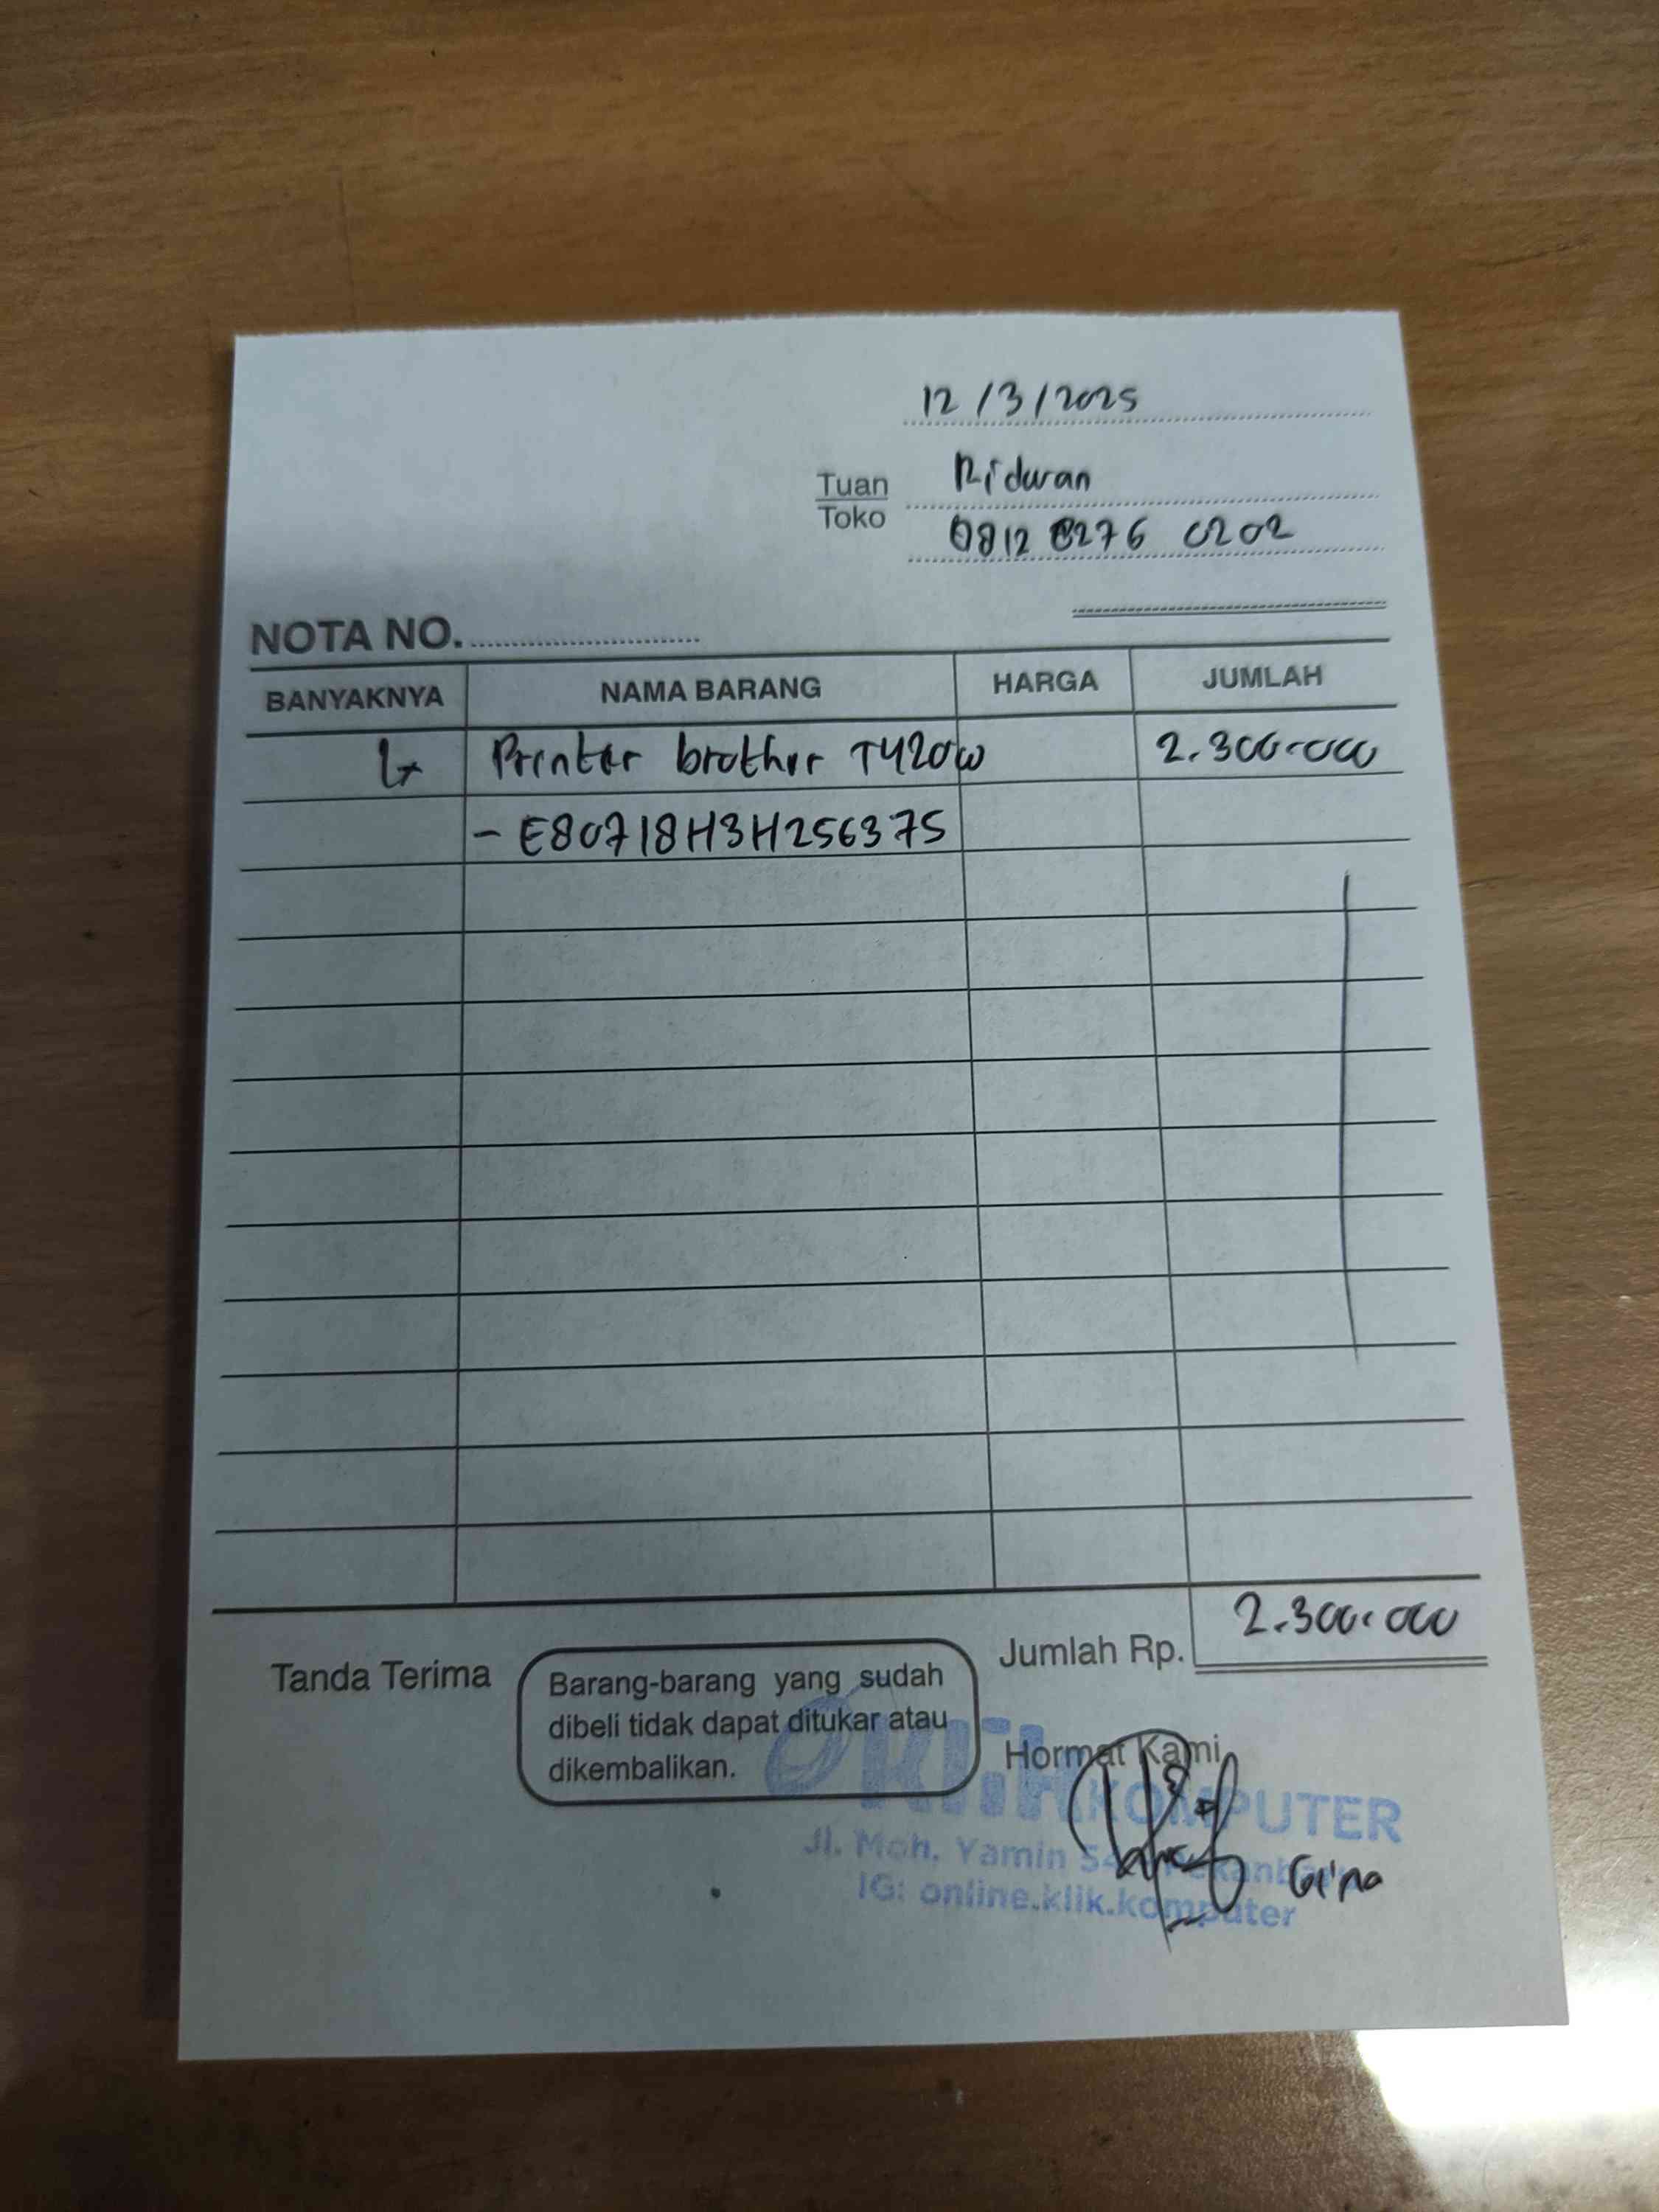 12/3/2025
Tuan Riduan
Toko 0812 8276 0202
NOTA NO.
BANYAKNYA NAMA BARANG HARGA JUMLAH
1x Printer brother T420W 2.300.000
- E80718H3H256375
Jumlah Rp. 2.300.000
Tanda Terima
Barang-barang yang sudah
dibeli tidak dapat ditukar atau
dikembalikan.
Hormat Kami
Klik KOMPUTER
Jl. Moh. Yamin
IG: online.klik.komputer
Gina